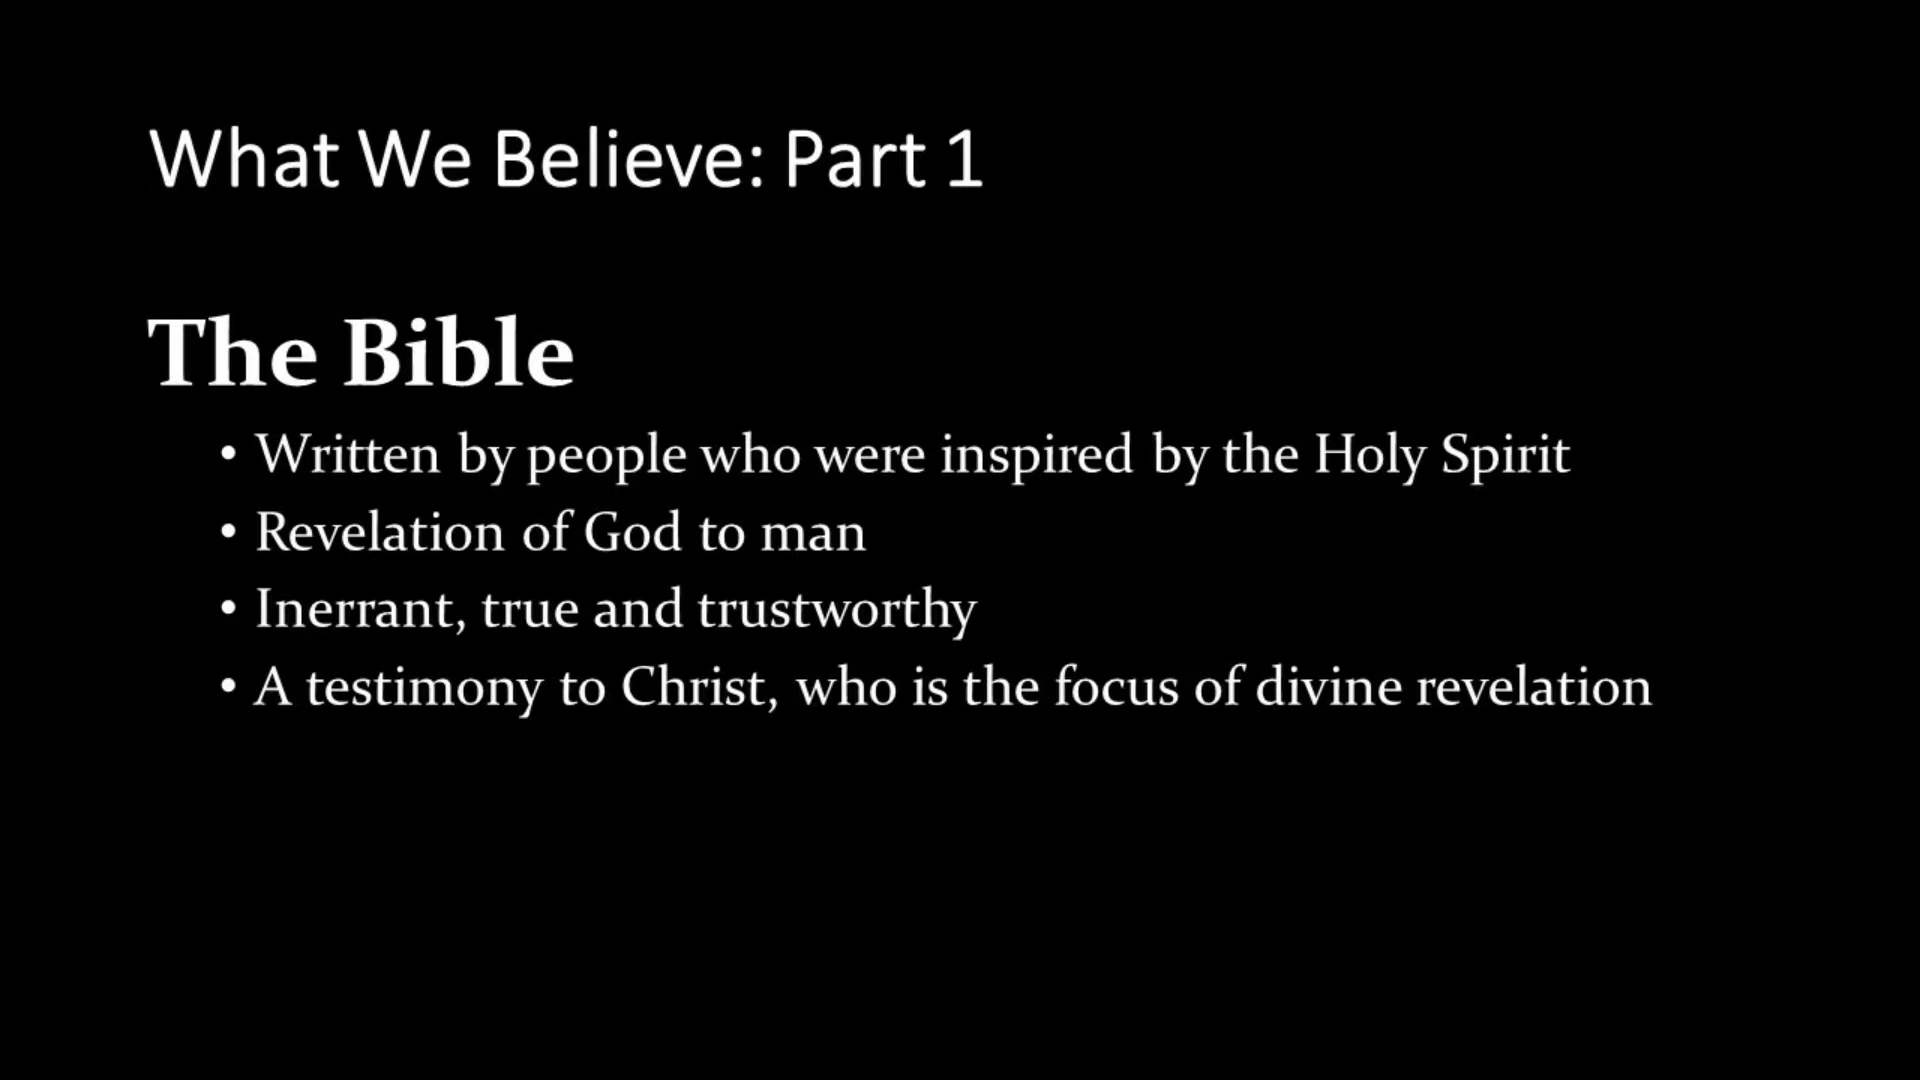 What We Believe: Part 1
The Bible
• Written by people who were inspired by the Holy Spirit
• Revelation of God to man
• Inerrant, true and trustworthy
• A testimony to Christ, who is the focus of divine revelation